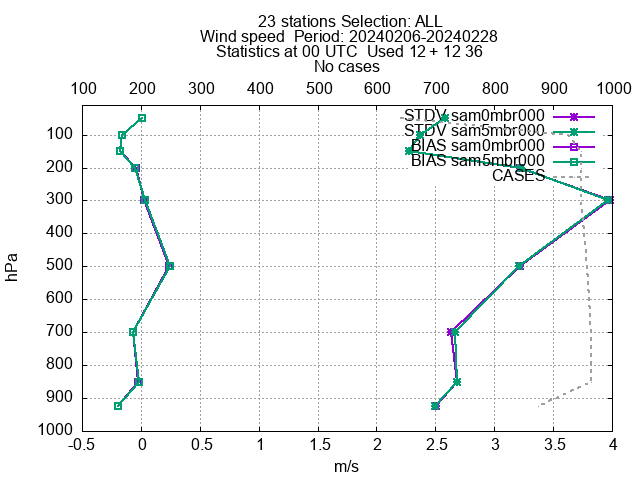 23 stations Selection: ALL
Wind speed  Period: 20240206-20240228
Statistics at 00 UTC  Used 12 + 12 36
No cases
100 200 300 400 500 600 700 800 900 1000
STDV sam0mbr000
STDV sam5mbr000
BIAS sam0mbr000
BIAS sam5mbr000
CASES
100
200
300
400
500
600
700
800
900
1000
hPa
-0.5 0 0.5 1 1.5 2 2.5 3 3.5 4
m/s